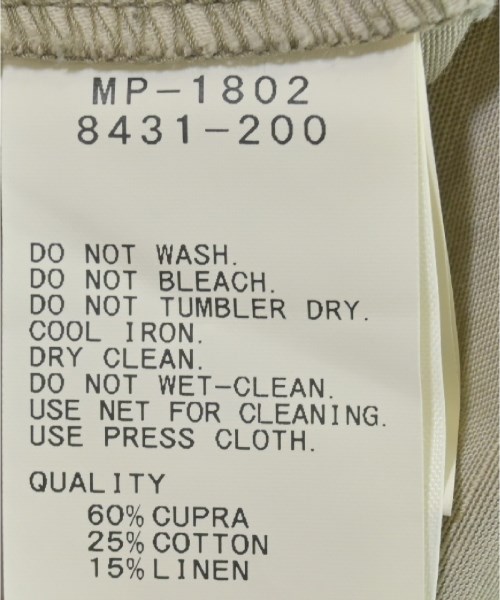 MP-1802
8431-200
DO NOT WASH.
DO NOT BLEACH.
DO NOT TUMBLER DRY.
COOL IRON.
DRY CLEAN.
DO NOT WET-CLEAN.
USE NET FOR CLEANING.
USE PRESS CLOTH.
QUALITY
60% CUPRA
25% COTTON
15% LINEN